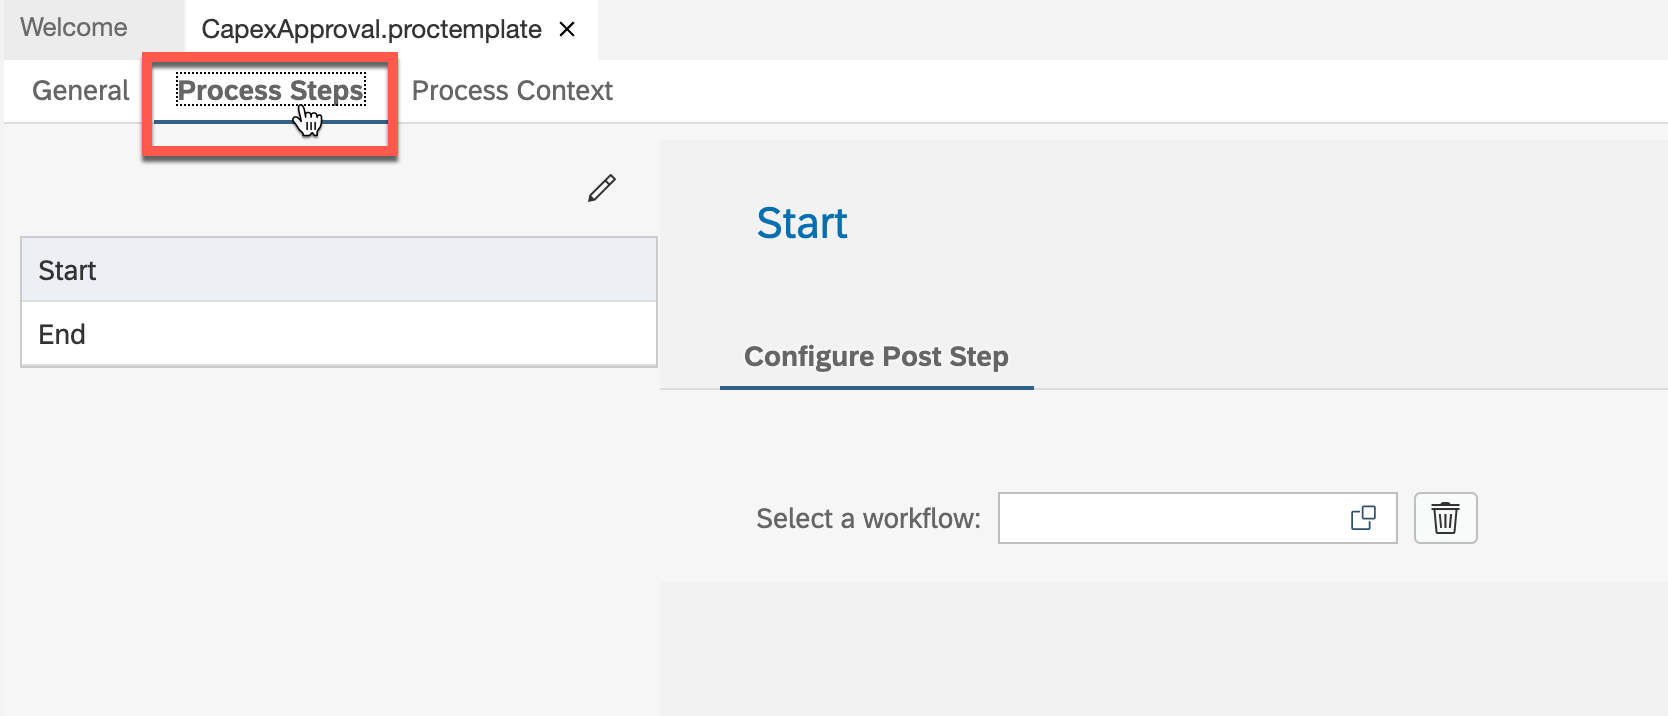 Welcome
CapexApproval.proctemplate
General
Process Steps
Process Context
Start
Start
End
Configure Post Step
Select a workflow: